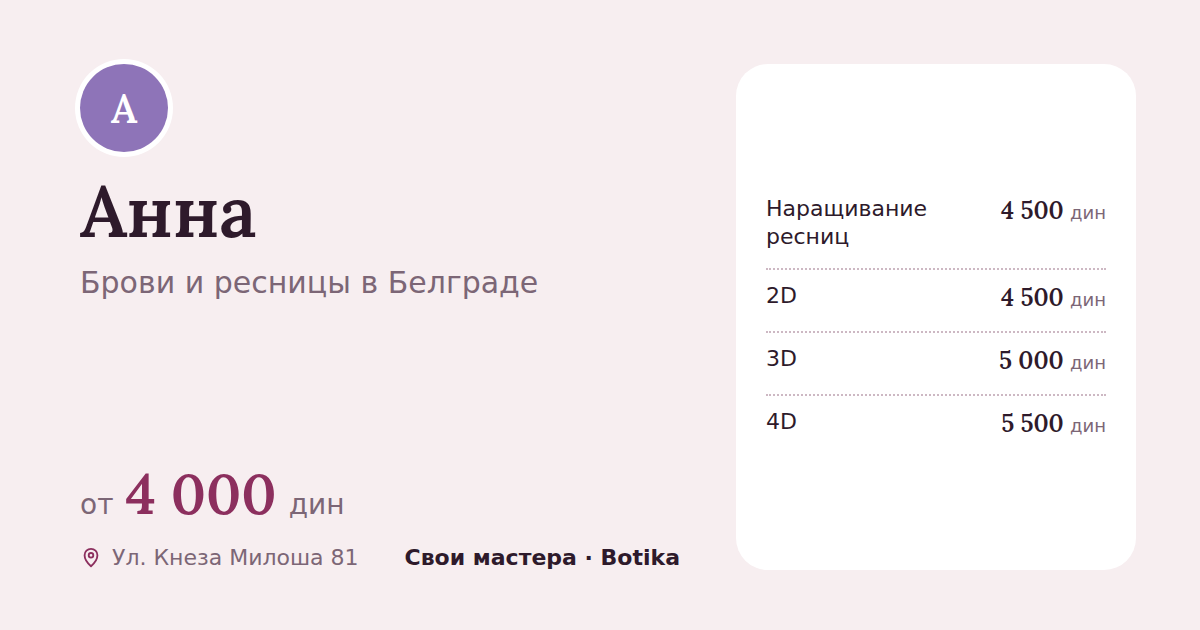 А
Анна
Брови и ресницы в Белграде
от 4 000 дин
Ул. Кнеза Милоша 81
Свои мастера · Botika
Наращивание
ресниц
4 500 дин
2D
4 500 дин
3D
5 000 дин
4D
5 500 дин